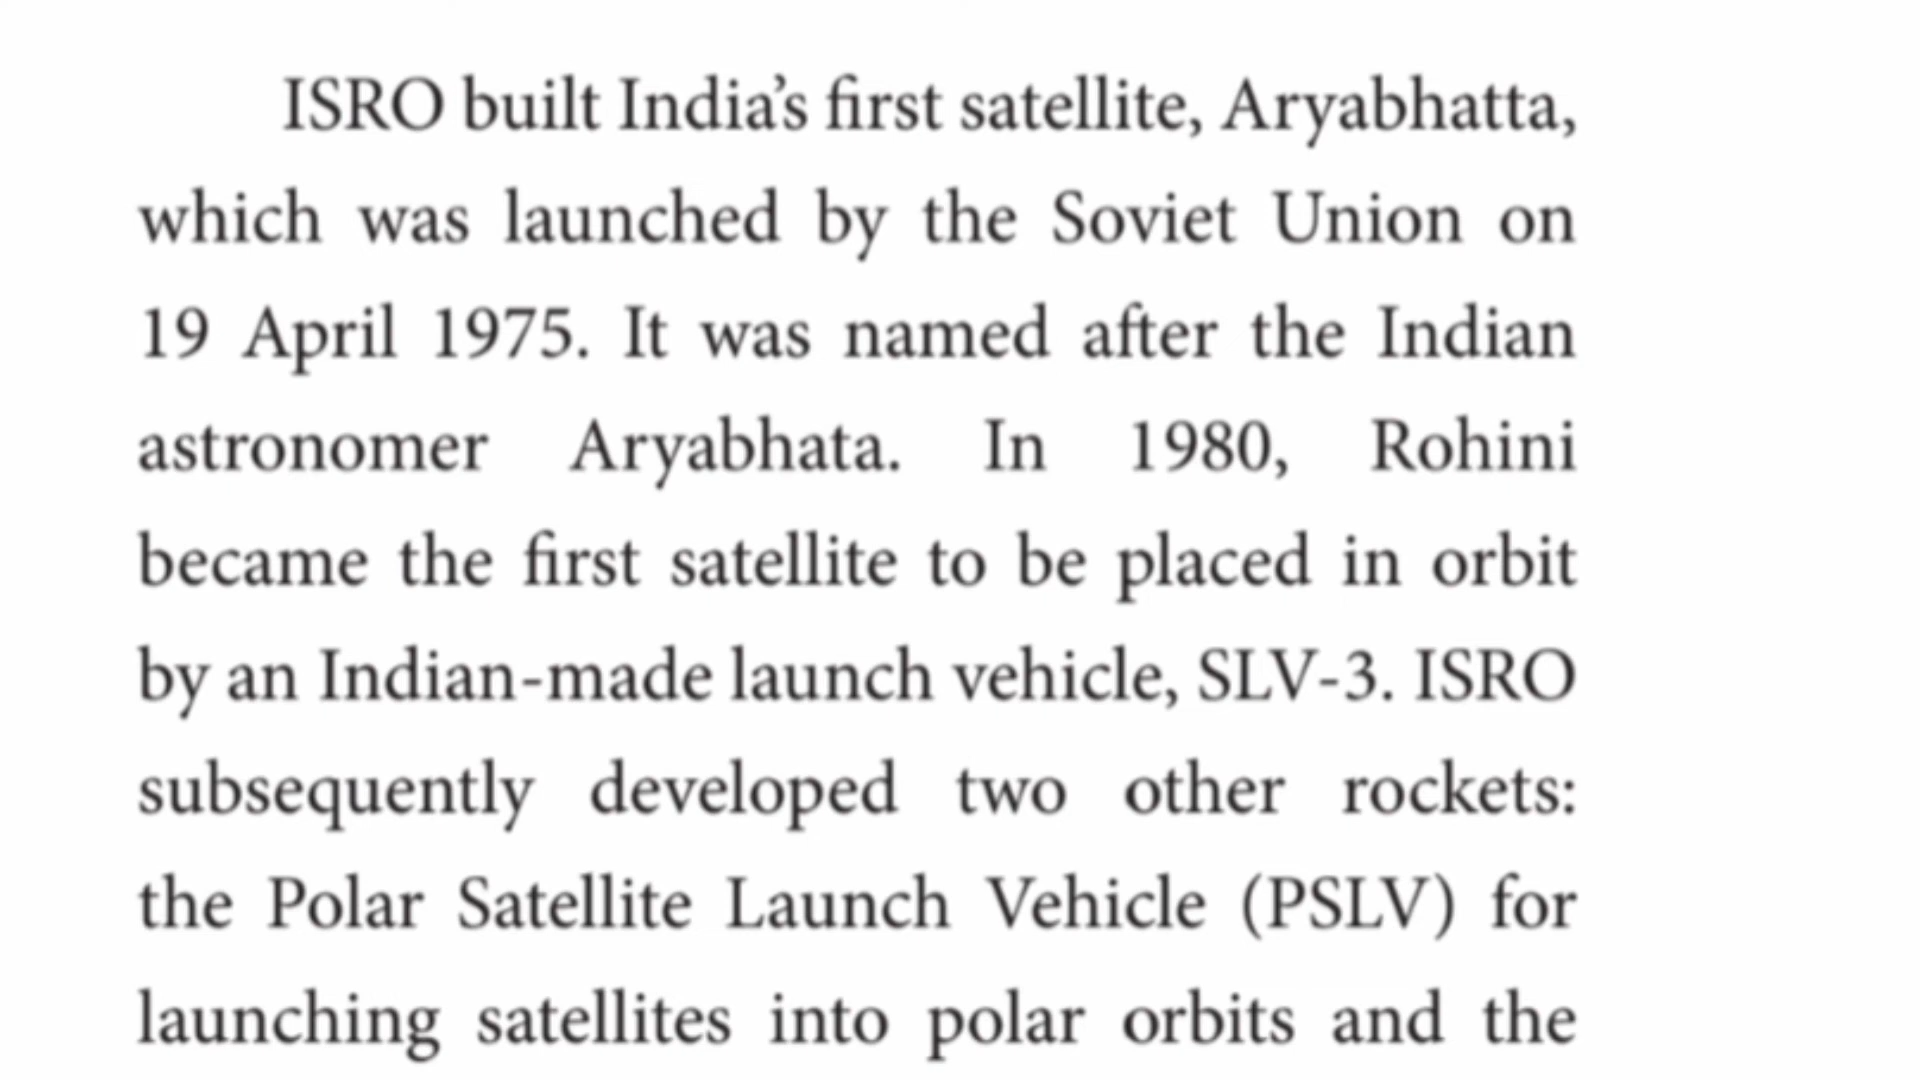 ISRO built India’s first satellite, Aryabhatta,
which was launched by the Soviet Union on
19 April 1975. It was named after the Indian
astronomer Aryabhata. In 1980, Rohini
became the first satellite to be placed in orbit
by an Indian-made launch vehicle, SLV-3. ISRO
subsequently developed two other rockets:
the Polar Satellite Launch Vehicle (PSLV) for
launching satellites into polar orbits and the